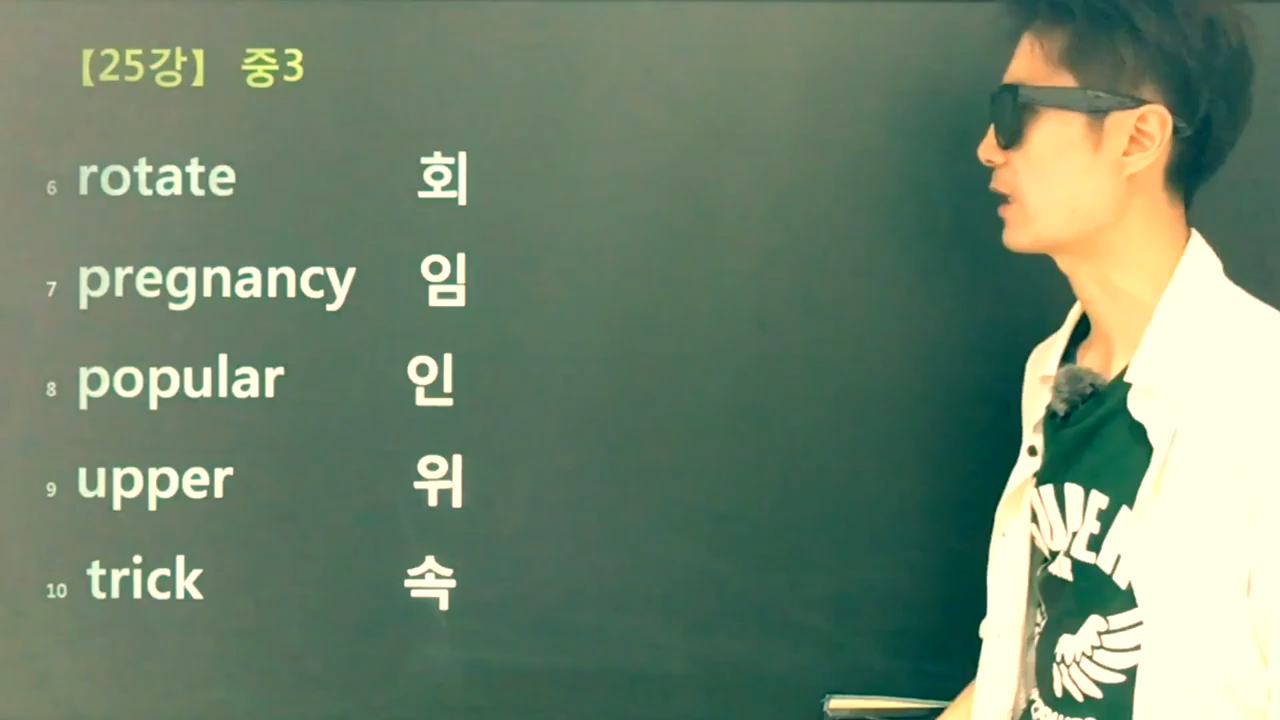 【25강】 중3
6 rotate 회
7 pregnancy 임
8 popular 인
9 upper 위
10 trick 속